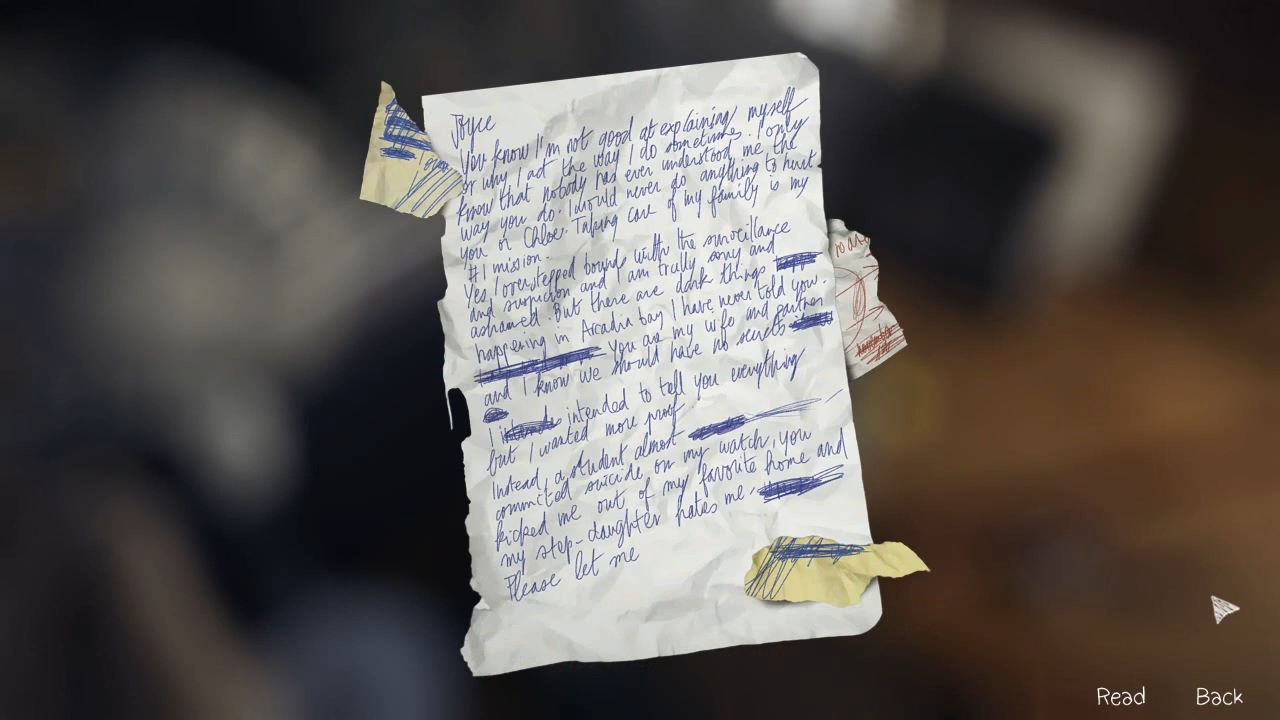 Joyce
You know I'm not good at explaining myself
or why I act the way I do sometimes. I only
know that nobody has ever understood me the
way you do. I would never do anything to hurt
you or Chloe. Taking care of my family is my
#1 mission.
Yes I overstepped bounds with the surveillance
and suspicion and I am trully sorry and
ashamed. But there are dark things
happening in Arcadia bay I have never told you.
You are my wife and partner
and I know we should have no secrets
I intended to tell you everything
but I wanted more proof
Instead, a student almost
committed suicide on my watch, you
kicked me out of my favorite home and
my step-daughter hates me.
Please let me
Read
Back